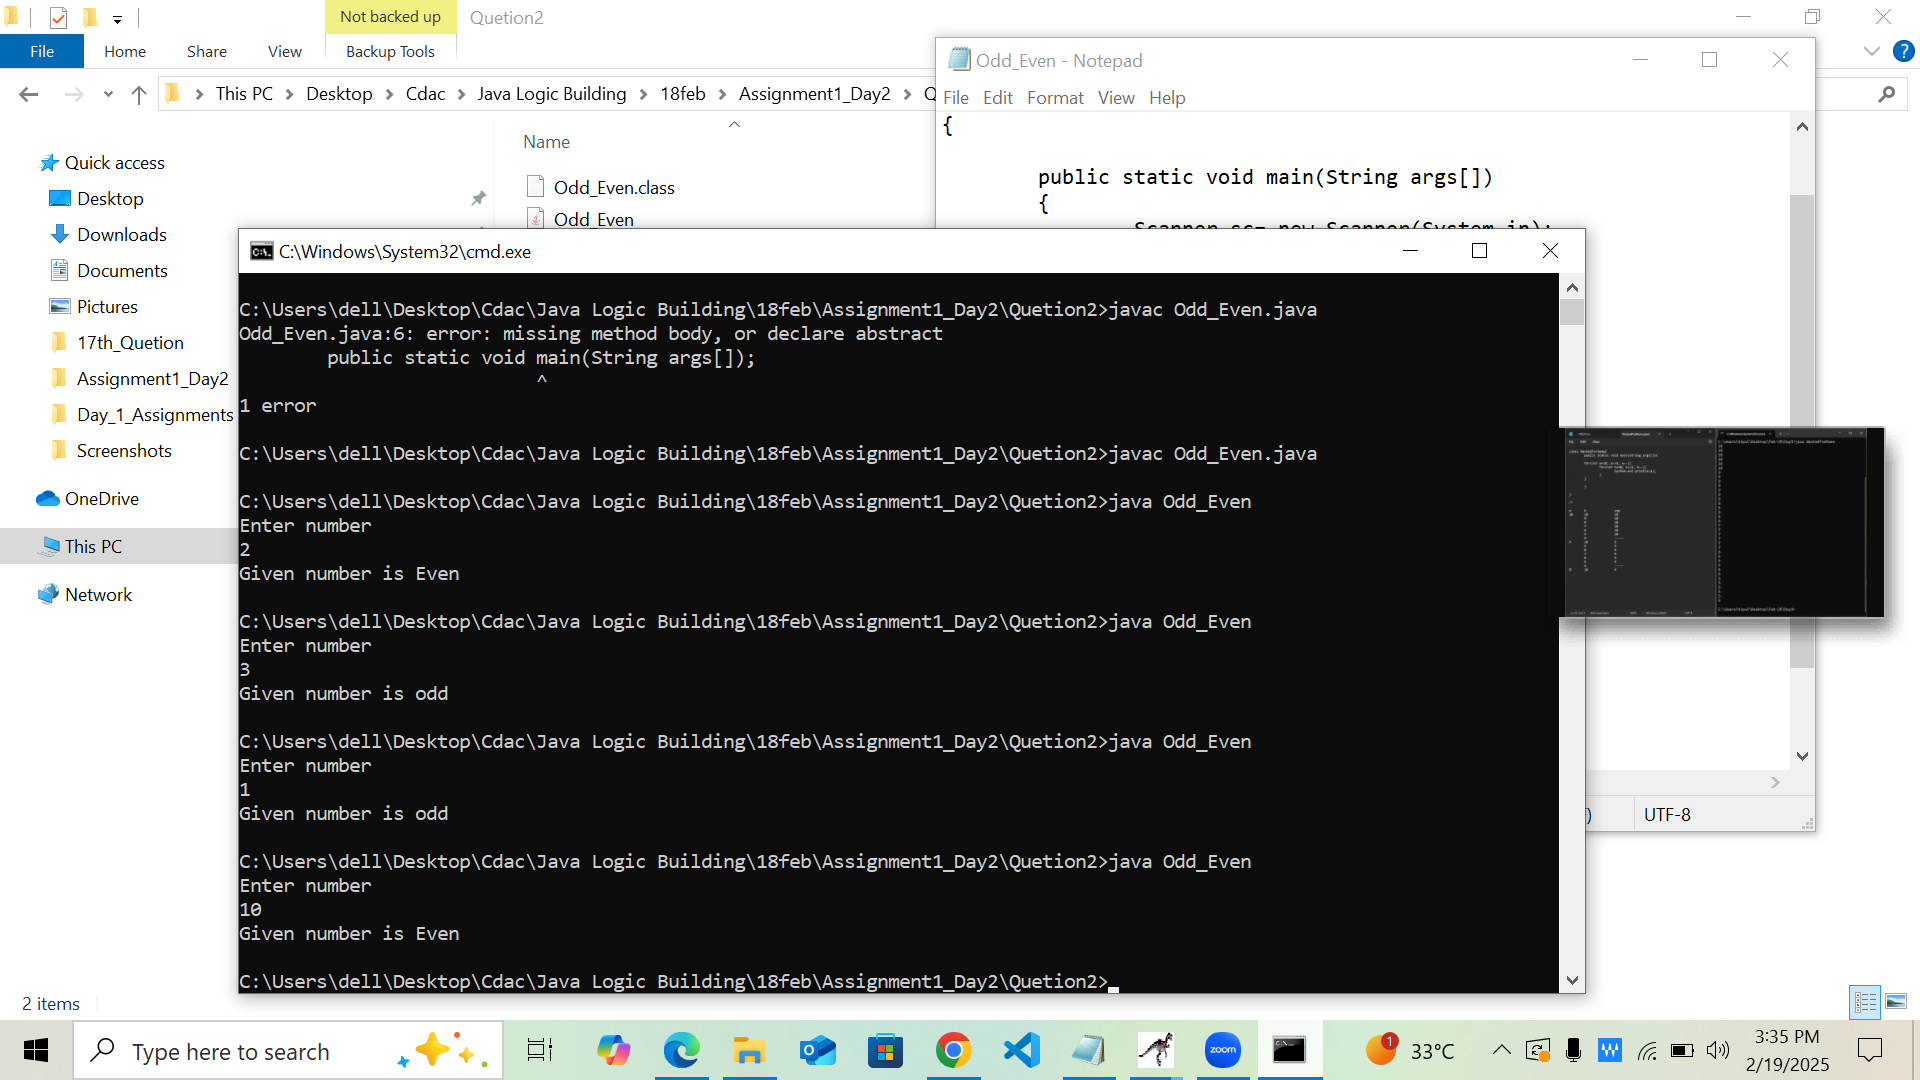 Not backed up
Quetion2
File
Home
Share
View
Backup Tools
This PC
Desktop
Cdac
Java Logic Building
18feb
Assignment1_Day2
Q
Name
Odd_Even.class
Odd_Even
Quick access
Desktop
Downloads
Documents
Pictures
17th_Quetion
Assignment1_Day2
Day_1_Assignments
Screenshots
OneDrive
This PC
Network
2 items
Odd_Even - Notepad
File Edit Format View Help
{
public static void main(String args[])
{
Scanner sc= new Scanner(System.in);
UTF-8
C:\Windows\System32\cmd.exe
C:\Users\dell\Desktop\Cdac\Java Logic Building\18feb\Assignment1_Day2\Quetion2>javac Odd_Even.java
Odd_Even.java:6: error: missing method body, or declare abstract
public static void main(String args[]);
^
1 error
C:\Users\dell\Desktop\Cdac\Java Logic Building\18feb\Assignment1_Day2\Quetion2>javac Odd_Even.java
C:\Users\dell\Desktop\Cdac\Java Logic Building\18feb\Assignment1_Day2\Quetion2>java Odd_Even
Enter number
2
Given number is Even
C:\Users\dell\Desktop\Cdac\Java Logic Building\18feb\Assignment1_Day2\Quetion2>java Odd_Even
Enter number
3
Given number is odd
C:\Users\dell\Desktop\Cdac\Java Logic Building\18feb\Assignment1_Day2\Quetion2>java Odd_Even
Enter number
1
Given number is odd
C:\Users\dell\Desktop\Cdac\Java Logic Building\18feb\Assignment1_Day2\Quetion2>java Odd_Even
Enter number
10
Given number is Even
C:\Users\dell\Desktop\Cdac\Java Logic Building\18feb\Assignment1_Day2\Quetion2>
Type here to search
zoom
1
33°C
3:35 PM
2/19/2025